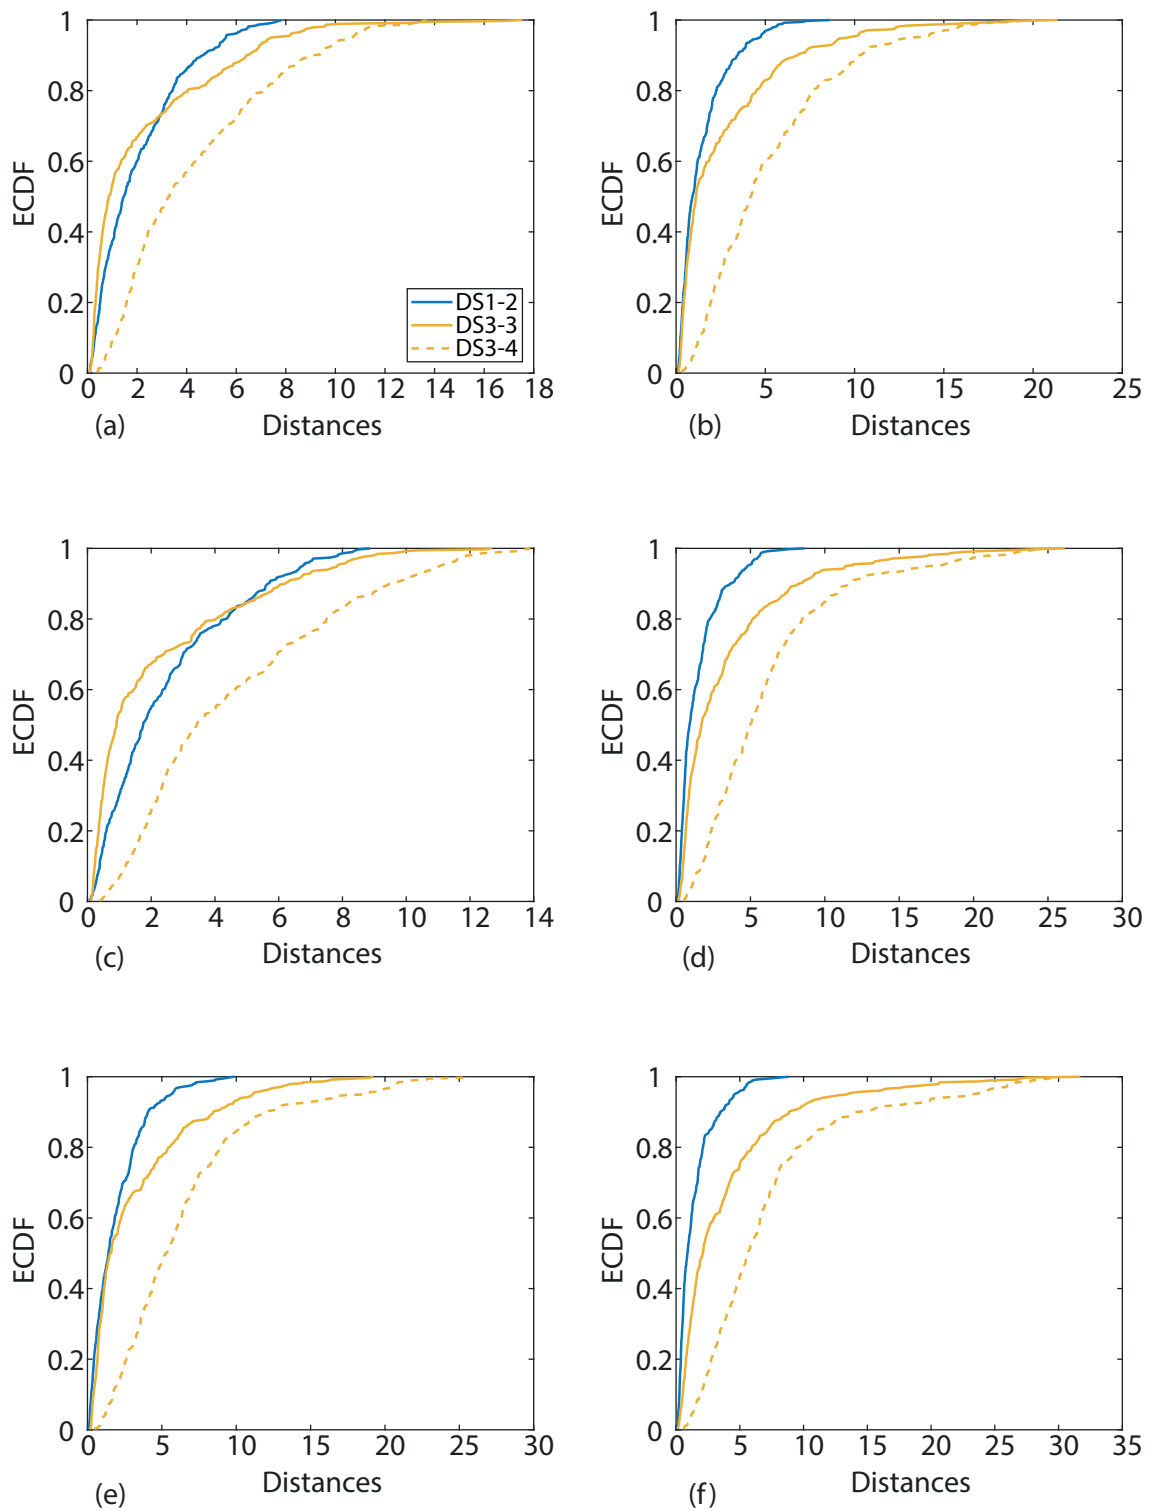 1
0.8
0.6
0.4
0.2
0
ECDF
0 2 4 6 8 10 12 14 16 18
(a) Distances
DS1-2
DS3-3
DS3-4
1
0.8
0.6
0.4
0.2
0
ECDF
0 5 10 15 20 25
(b) Distances
1
0.8
0.6
0.4
0.2
0
ECDF
0 2 4 6 8 10 12 14
(c) Distances
1
0.8
0.6
0.4
0.2
0
ECDF
0 5 10 15 20 25 30
(d) Distances
1
0.8
0.6
0.4
0.2
0
ECDF
0 5 10 15 20 25 30
(e) Distances
1
0.8
0.6
0.4
0.2
0
ECDF
0 5 10 15 20 25 30 35
(f) Distances